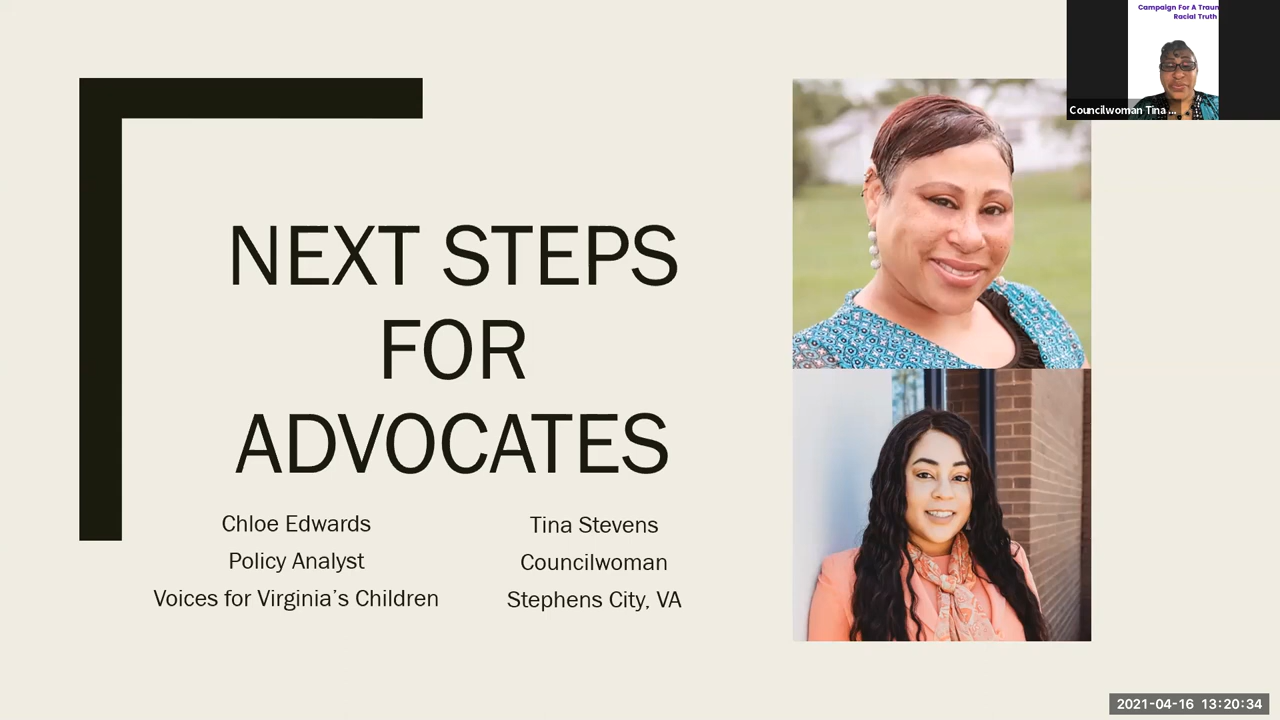 Campaign For A Traun
Racial Truth
Councilwoman Tina ...
NEXT STEPS
FOR
ADVOCATES
Chloe Edwards
Policy Analyst
Voices for Virginia's Children
Tina Stevens
Councilwoman
Stephens City, VA
2021-04-16 13:20:34